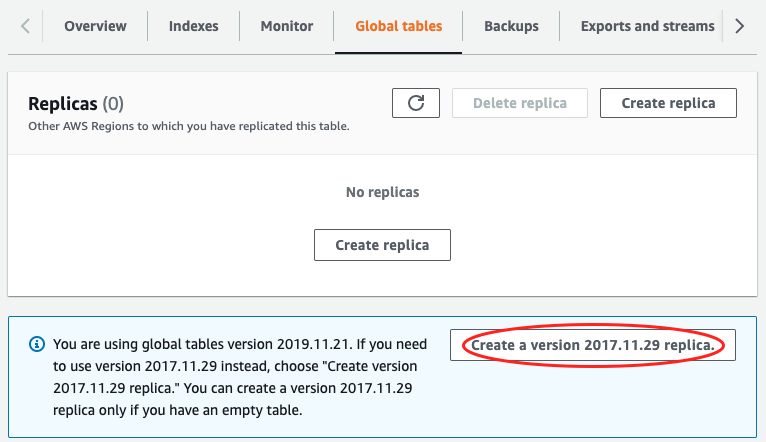 Overview Indexes Monitor Global tables Backups Exports and streams
Replicas (0)
Delete replica Create replica
Other AWS Regions to which you have replicated this table.
No replicas
Create replica
You are using global tables version 2019.11.21. If you need
to use version 2017.11.29 instead, choose "Create version
2017.11.29 replica." You can create a version 2017.11.29
replica only if you have an empty table.
Create a version 2017.11.29 replica.